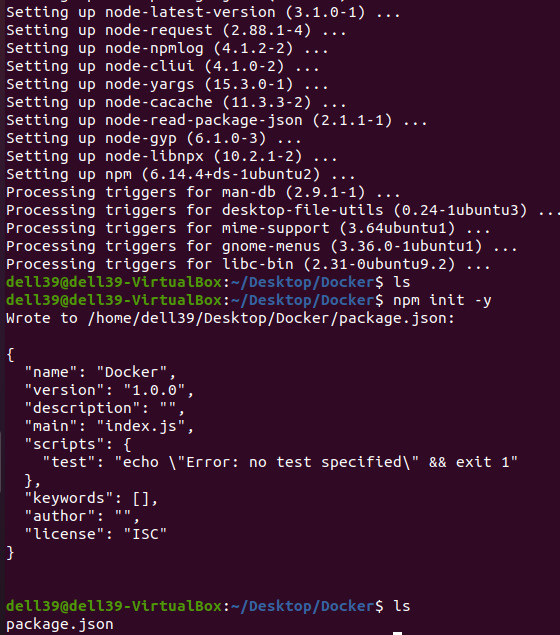 Setting up node-latest-version (3.1.0-1) ...
Setting up node-request (2.88.1-4) ...
Setting up node-npmlog (4.1.2-2) ...
Setting up node-cliui (4.1.0-2) ...
Setting up node-yargs (15.3.0-1) ...
Setting up node-cacache (11.3.3-2) ...
Setting up node-read-package-json (2.1.1-1) ...
Setting up node-gyp (6.1.0-3) ...
Setting up node-libnpx (10.2.1-2) ...
Setting up npm (6.14.4+ds-1ubuntu2) ...
Processing triggers for man-db (2.9.1-1) ...
Processing triggers for desktop-file-utils (0.24-1ubuntu3) ...
Processing triggers for mime-support (3.64ubuntu1) ...
Processing triggers for gnome-menus (3.36.0-1ubuntu1) ...
Processing triggers for libc-bin (2.31-0ubuntu9.2) ...
dell39@dell39-VirtualBox:~/Desktop/Docker$ ls
dell39@dell39-VirtualBox:~/Desktop/Docker$ npm init -y
Wrote to /home/dell39/Desktop/Docker/package.json:

{
  "name": "Docker",
  "version": "1.0.0",
  "description": "",
  "main": "index.js",
  "scripts": {
    "test": "echo \"Error: no test specified\" && exit 1"
  },
  "keywords": [],
  "author": "",
  "license": "ISC"
}

dell39@dell39-VirtualBox:~/Desktop/Docker$ ls
package.json